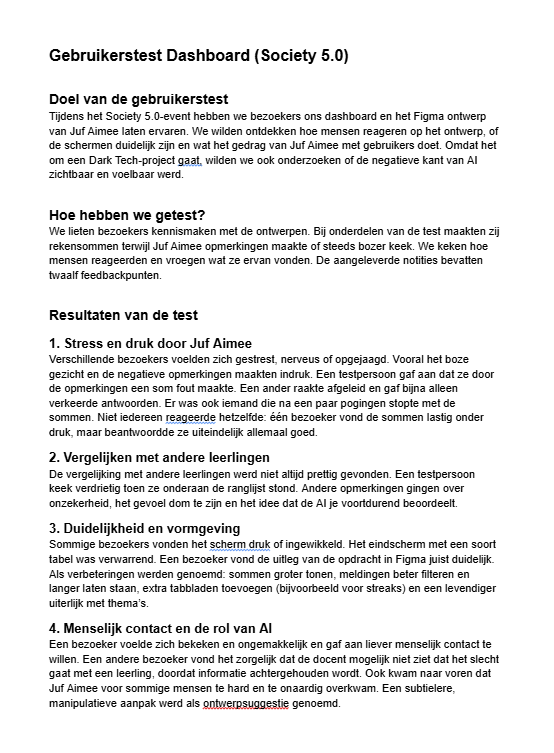 Gebruikerstest Dashboard (Society 5.0)
Doel van de gebruikerstest
Tijdens het Society 5.0-event hebben we bezoekers ons dashboard en het Figma ontwerp
van Juf Aimee laten ervaren. We wilden ontdekken hoe mensen reageren op het ontwerp, of
de schermen duidelijk zijn en wat het gedrag van Juf Aimee met gebruikers doet. Omdat het
om een Dark Tech-project gaat, wilden we ook onderzoeken of de negatieve kant van AI
zichtbaar en voelbaar werd.
Hoe hebben we getest?
We lieten bezoekers kennismaken met de ontwerpen. Bij onderdelen van de test maakten zij
rekensommen terwijl Juf Aimee opmerkingen maakte of steeds bozer keek. We keken hoe
mensen reageerden en vroegen wat ze ervan vonden. De aangeleverde notities bevatten
twaalf feedbackpunten.
Resultaten van de test
1. Stress en druk door Juf Aimee
Verschillende bezoekers voelden zich gestrest, nerveus of opgejaagd. Vooral het boze
gezicht en de negatieve opmerkingen maakten indruk. Een testpersoon gaf aan dat ze door
de opmerkingen een som fout maakte. Een ander raakte afgeleid en gaf bijna alleen
verkeerde antwoorden. Er was ook iemand die na een paar pogingen stopte met de
sommen. Niet iedereen reageerde hetzelfde: één bezoeker vond de sommen lastig onder
druk, maar beantwoordde ze uiteindelijk allemaal goed.
2. Vergelijken met andere leerlingen
De vergelijking met andere leerlingen werd niet altijd prettig gevonden. Een testpersoon
keek verdrietig toen ze onderaan de ranglijst stond. Andere opmerkingen gingen over
onzekerheid, het gevoel dom te zijn en het idee dat de AI je voortdurend beoordeelt.
3. Duidelijkheid en vormgeving
Sommige bezoekers vonden het scherm druk of ingewikkeld. Het eindscherm met een soort
tabel was verwarrend. Een bezoeker vond de uitleg van de opdracht in Figma juist duidelijk.
Als verbeteringen werden genoemd: sommen groter tonen, meldingen beter filteren en
langer laten staan, extra tabbladen toevoegen (bijvoorbeeld voor streaks) en een levendiger
uiterlijk met thema's.
4. Menselijk contact en de rol van AI
Een bezoeker voelde zich bekeken en ongemakkelijk en gaf aan liever menselijk contact te
willen. Een andere bezoeker vond het zorgelijk dat de docent mogelijk niet ziet dat het slecht
gaat met een leerling, doordat informatie achtergehouden wordt. Ook kwam naar voren dat
Juf Aimee voor sommige mensen te hard en te onaardig overkwam. Een subtielere,
manipulatieve aanpak werd als ontwerpsuggestie genoemd.